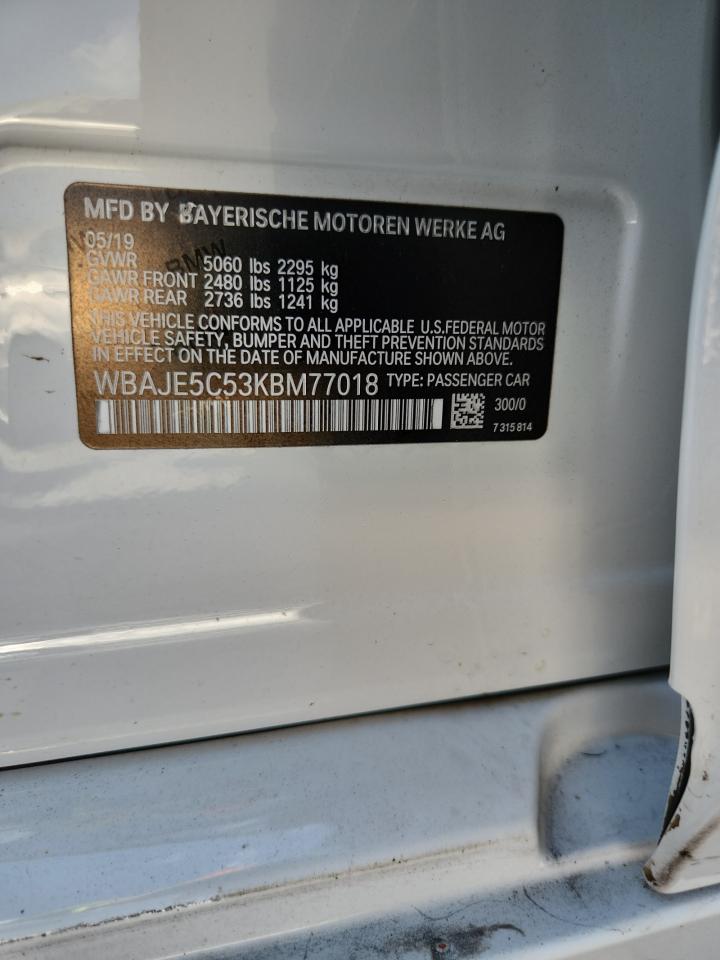 MFD BY BAYERISCHE MOTOREN WERKE AG
05/19
GVWR 5060 lbs 2295 kg
GAWR FRONT 2480 lbs 1125 kg
GAWR REAR 2736 lbs 1241 kg
THIS VEHICLE CONFORMS TO ALL APPLICABLE U.S.FEDERAL MOTOR
VEHICLE SAFETY, BUMPER AND THEFT PREVENTION STANDARDS
IN EFFECT ON THE DATE OF MANUFACTURE SHOWN ABOVE.
WBAJE5C53KBM77018 TYPE: PASSENGER CAR
300/0
7 315 814
BMW